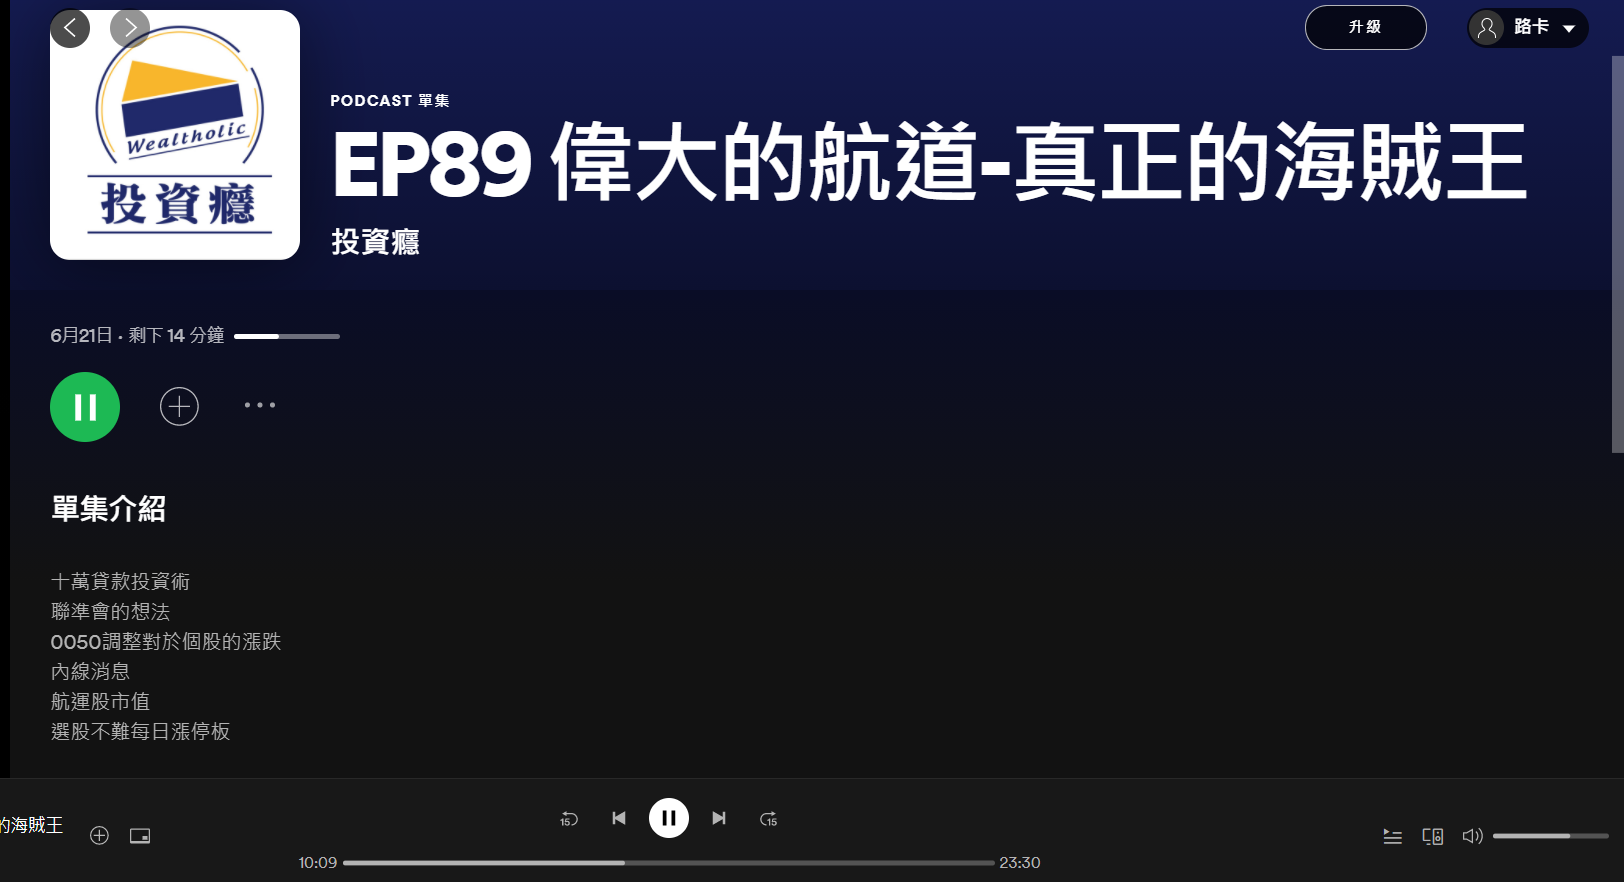 Wealtholic
投資癮
升級
路卡
PODCAST 單集
EP89 偉大的航道-真正的海賊王
投資癮
6月21日 · 剩下 14 分鐘
單集介紹
十萬貸款投資術
聯準會的想法
0050調整對於個股的漲跌
內線消息
航運股市值
選股不難每日漲停板
的海賊王
15
15
10:09
23:30